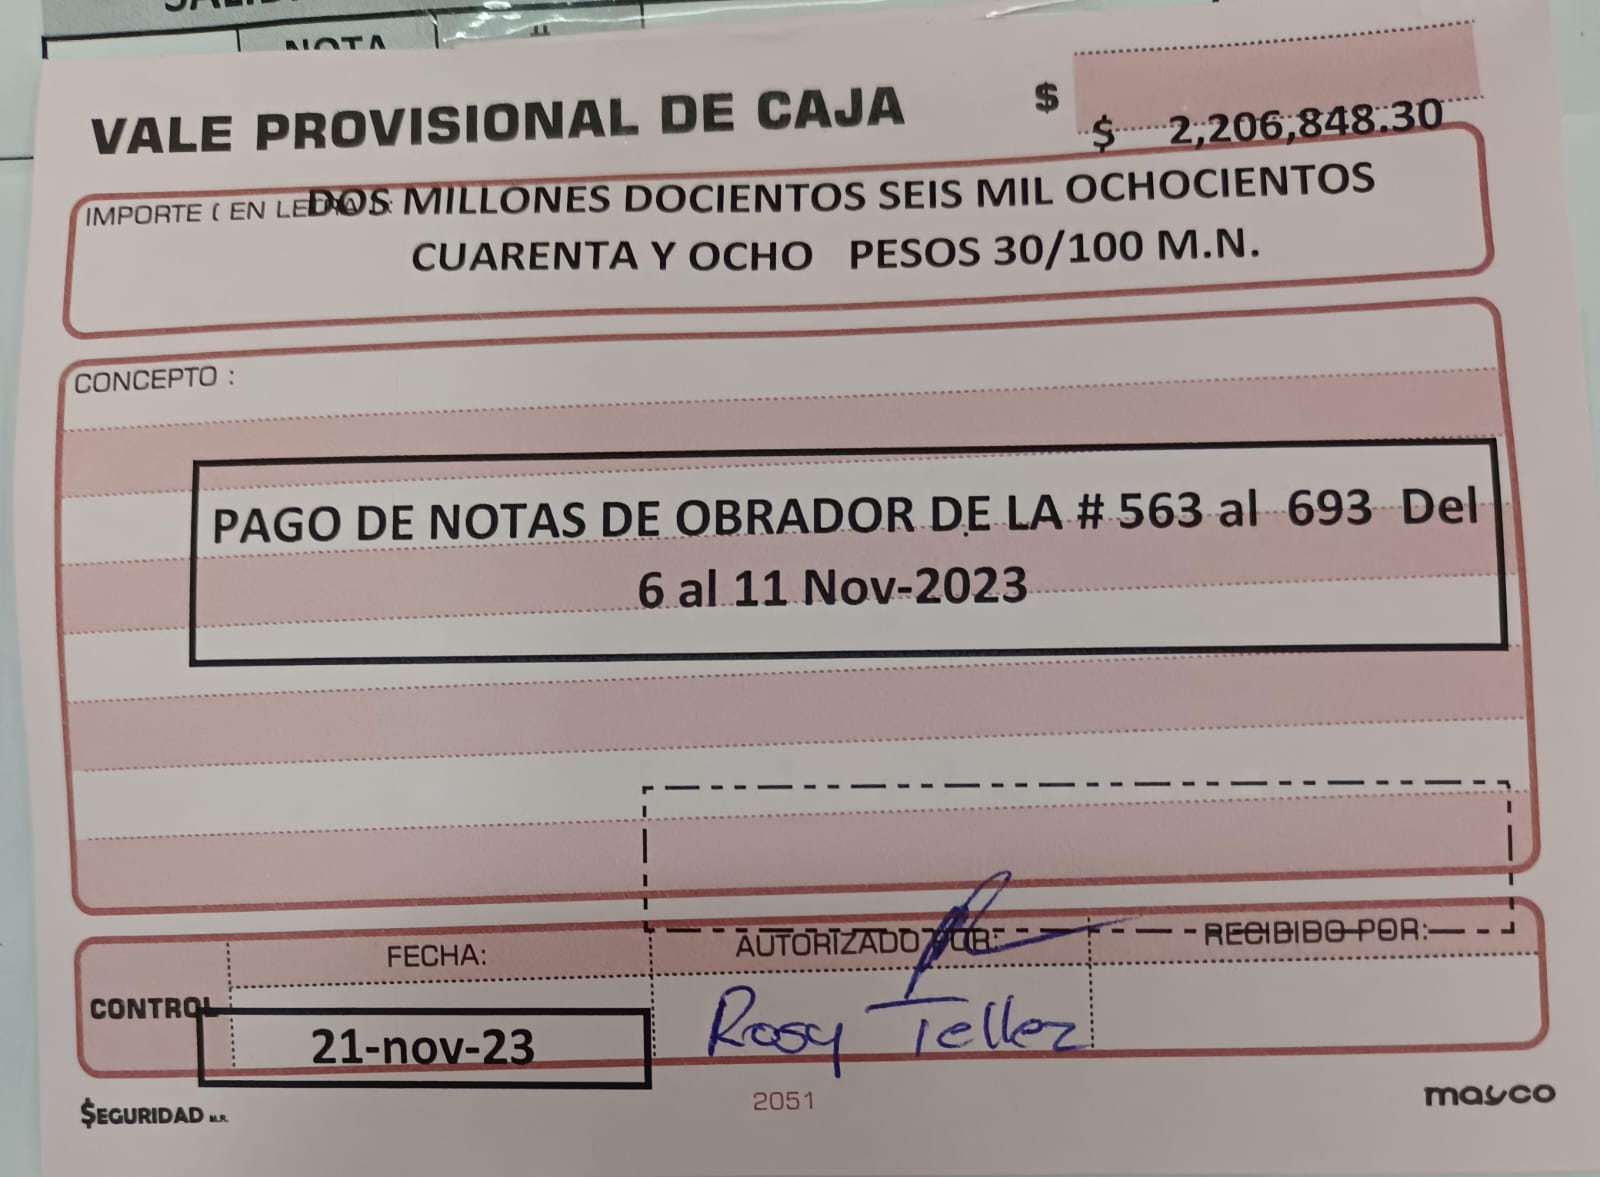 NOTA
VALE PROVISIONAL DE CAJA $
$ 2,206,848.30
IMPORTE ( EN LETRA ): DOS MILLONES DOCIENTOS SEIS MIL OCHOCIENTOS
CUARENTA Y OCHO PESOS 30/100 M.N.
CONCEPTO :
PAGO DE NOTAS DE OBRADOR DE LA # 563 al 693 Del
6 al 11 Nov-2023
FECHA: AUTORIZADO POR: RECIBIDO POR:
CONTROL
21-nov-23 Rosy Tellez
$EGURIDAD M.R. 2051 mayco